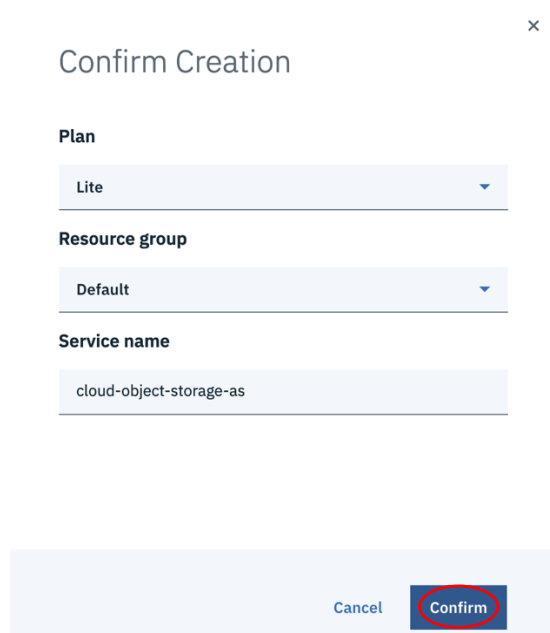 Confirm Creation
Plan
Lite
Resource group
Default
Service name
cloud-object-storage-as
Cancel Confirm